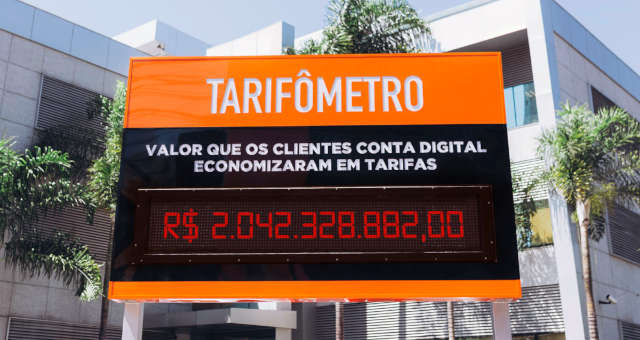 TARIFÔMETRO
VALOR QUE OS CLIENTES CONTA DIGITAL
ECONOMIZARAM EM TARIFAS
R$ 2.042.328.882,00